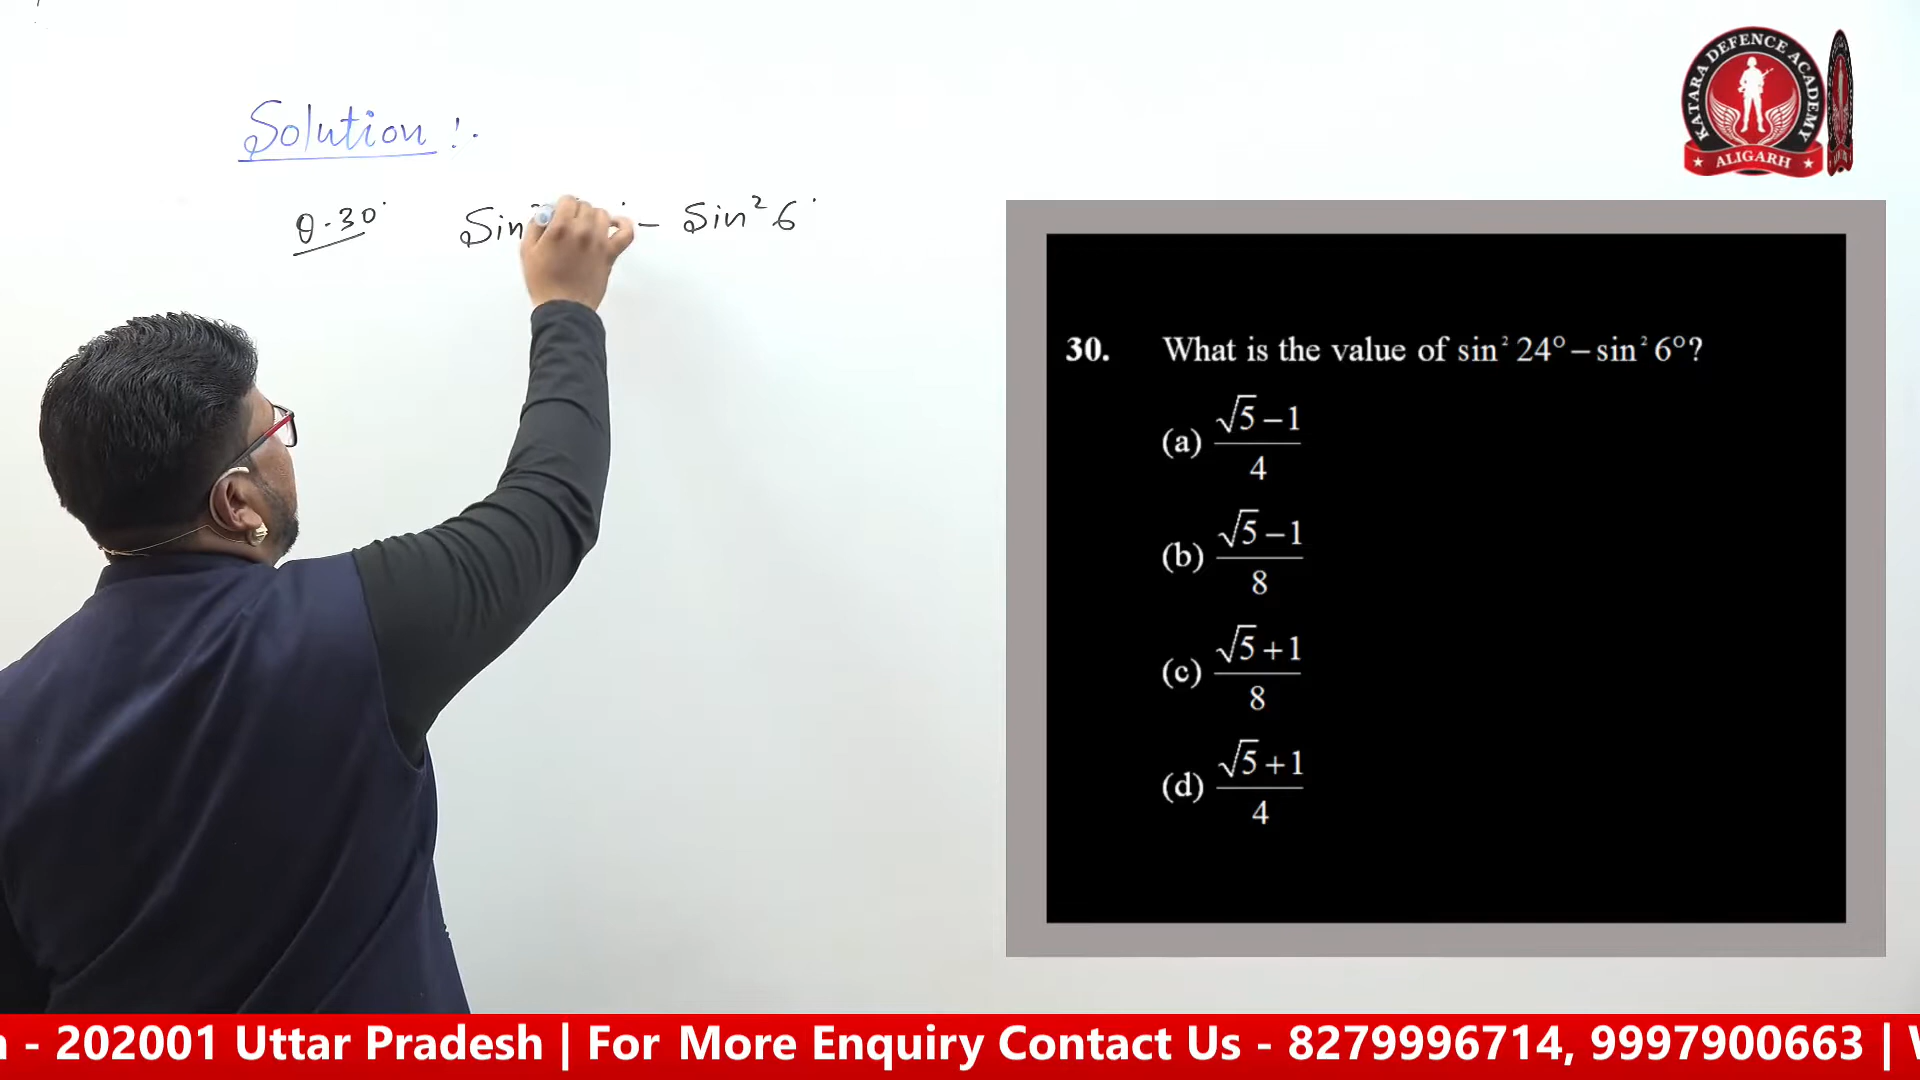 Solution :-
Q.30 Sin² – Sin² 6°
KATARA DEFENCE ACADEMY
ALIGARH
30. What is the value of sin² 24° – sin² 6°?
(a) √5 – 1
4
(b) √5 – 1
8
(c) √5 + 1
8
(d) √5 + 1
4
- 202001 Uttar Pradesh | For More Enquiry Contact Us - 8279996714, 9997900663 |